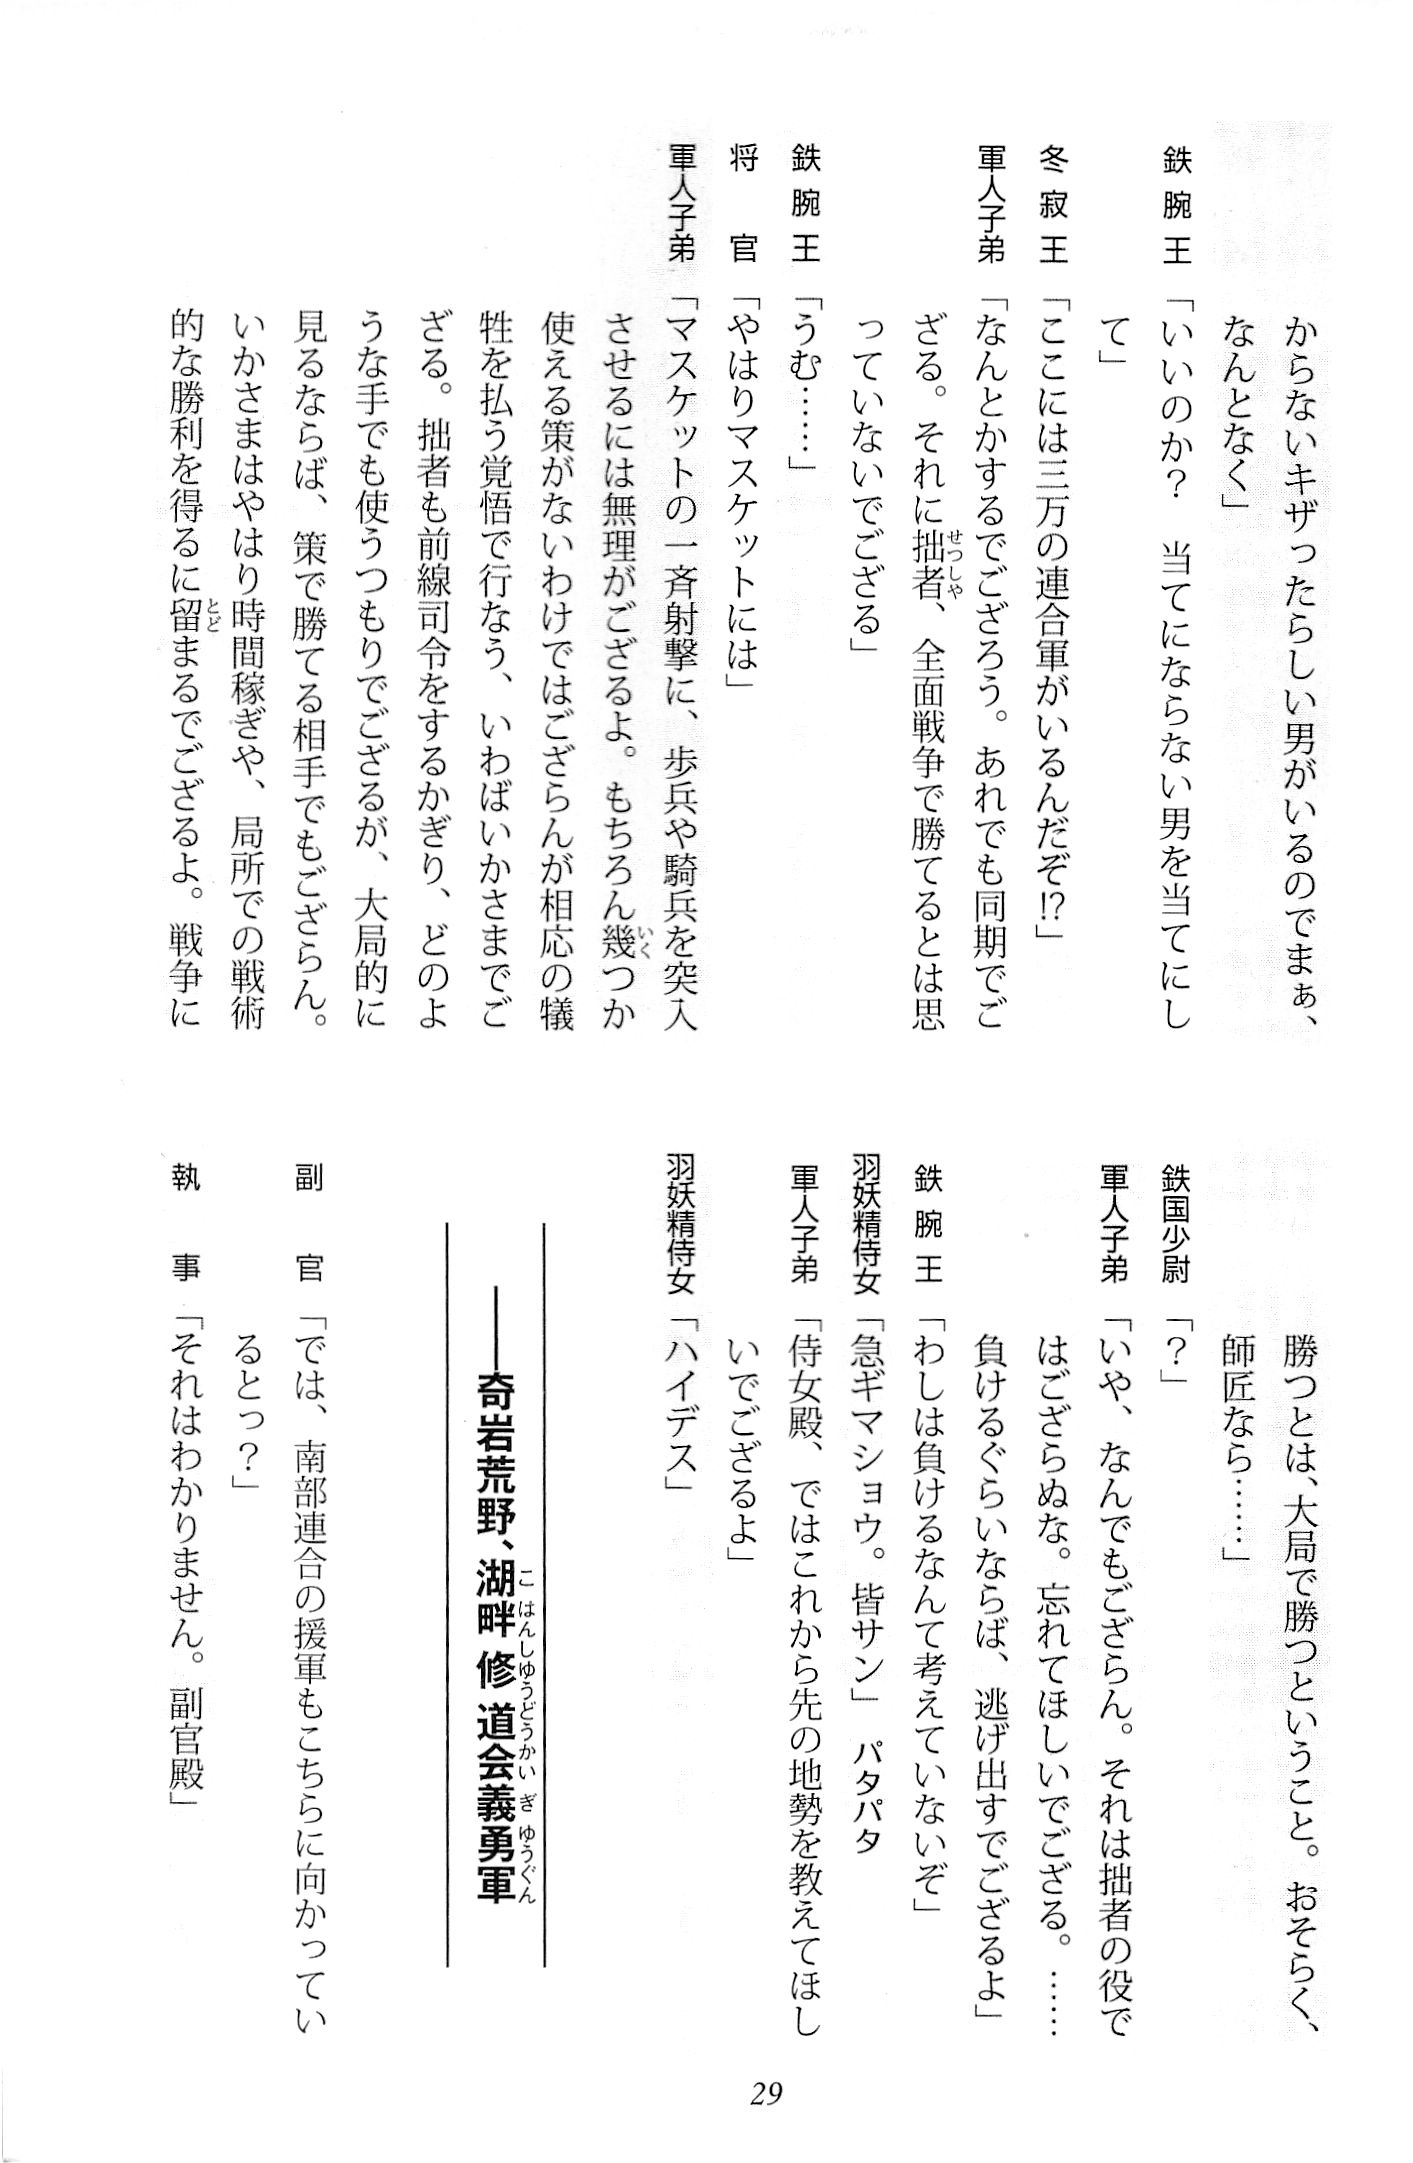 からないキザったらしい男がいるのでまぁ、
なんとなく」
鉄腕王「いいのか？　当てにならない男を当てにし
て」
冬寂王「ここには三万の連合軍がいるんだぞ!?」
軍人子弟「なんとかするでござろう。あれでも同期でご
ざる。それに拙者、全面戦争で勝てるとは思
っていないでござる」
鉄腕王「うむ……」
将官「やはりマスケットには」
軍人子弟「マスケットの一斉射撃に、歩兵や騎兵を突入
させるには無理がござるよ。もちろん幾つか
使える策がないわけではござらんが相応の犠
牲を払う覚悟で行なう、いわばいかさまでご
ざる。拙者も前線司令をするかぎり、どのよ
うな手でも使うつもりでござるが、大局的に
見るならば、策で勝てる相手でもござらん。
いかさまはやはり時間稼ぎや、局所での戦術
的な勝利を得るに留まるでござるよ。戦争に
勝つとは、大局で勝つということ。おそらく、
師匠なら……」
鉄国少尉「？」
軍人子弟「いや、なんでもござらん。それは拙者の役で
はござらぬな。忘れてほしいでござる。……
負けるぐらいならば、逃げ出すでござるよ」
鉄腕王「わしは負けるなんて考えていないぞ」
羽妖精侍女「急ギマショウ。皆サン」　パタパタ
軍人子弟「侍女殿、ではこれから先の地勢を教えてほし
いでござるよ」
羽妖精侍女「ハイデス」
――奇岩荒野、湖畔修道会義勇軍
副官「では、南部連合の援軍もこちらに向かってい
るとっ？」
執事「それはわかりません。副官殿」
29